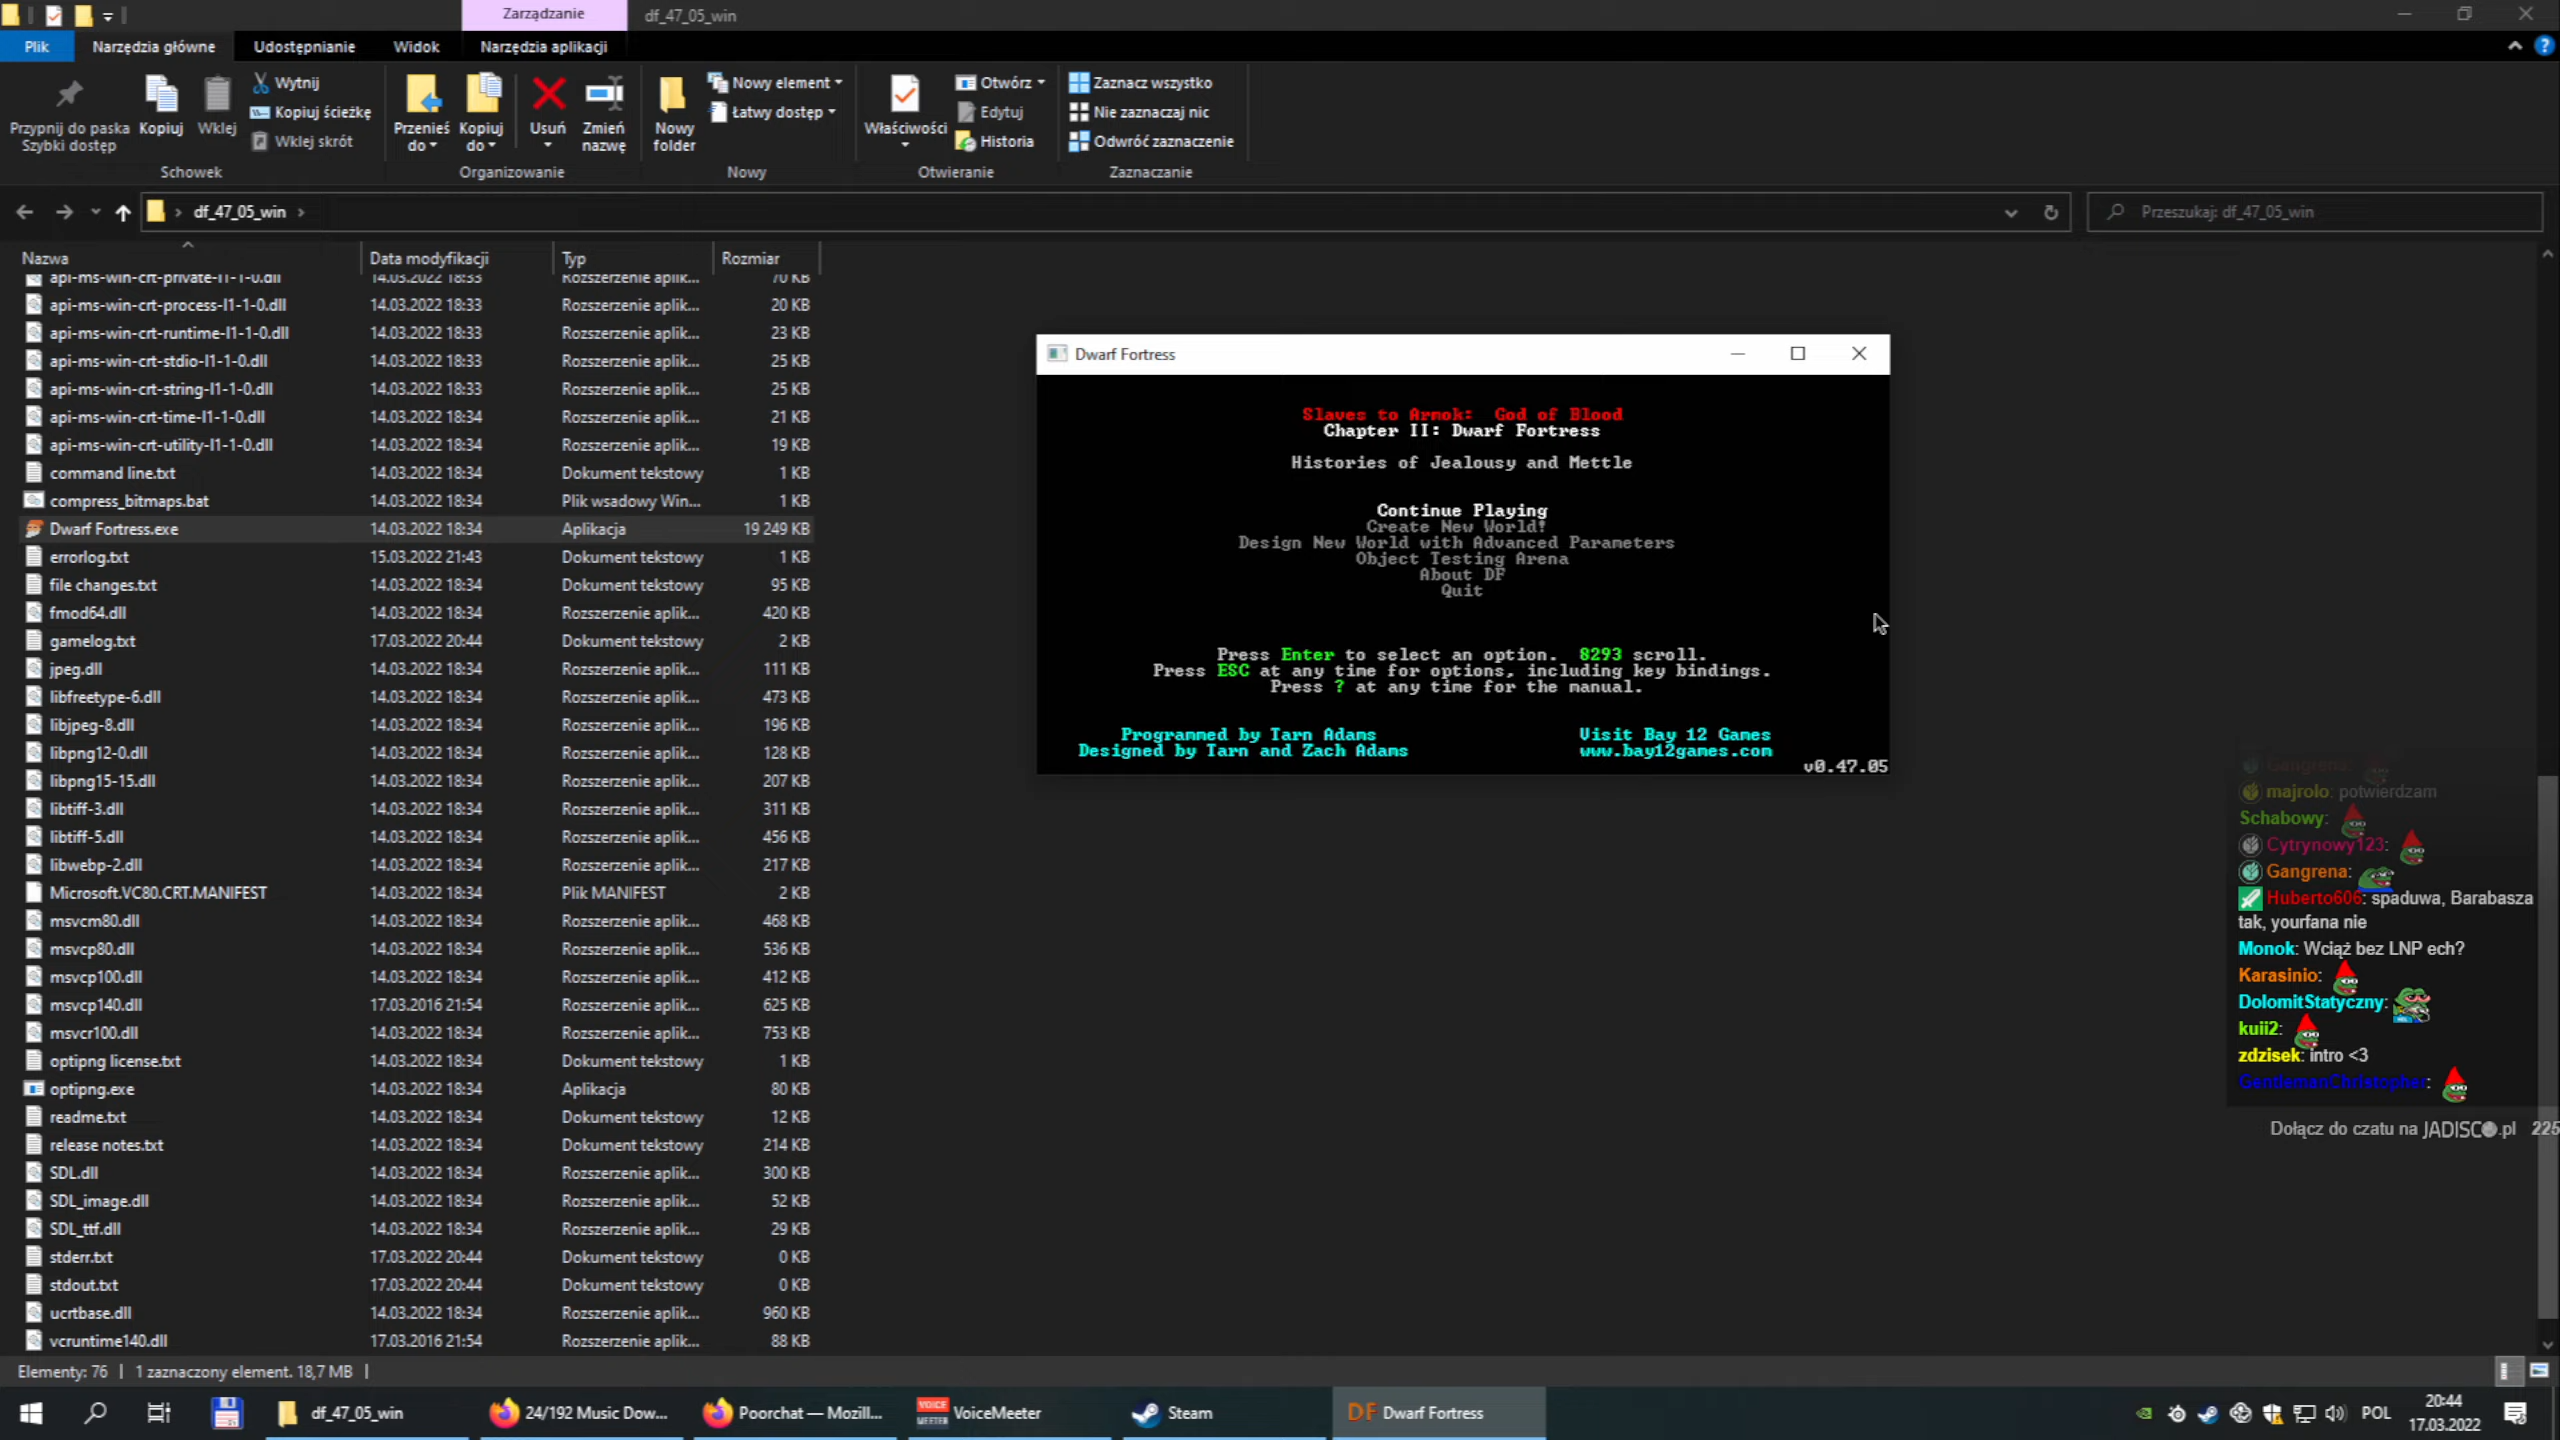 Zarządzanie
df_47_05_win
Plik
Narzędzia główne
Udostępnianie
Widok
Narzędzia aplikacji
Przypnij do paska
Szybki dostęp
Kopiuj
Wklej
Wytnij
Kopiuj ścieżkę
Wklej skrót
Schowek
Przenieś
do
Kopiuj
do
Usuń
Zmień
nazwę
Organizowanie
Nowy
folder
Nowy element
Łatwy dostęp
Nowy
Właściwości
Otwórz
Edytuj
Historia
Otwieranie
Zaznacz wszystko
Nie zaznaczaj nic
Odwróć zaznaczenie
Zaznaczanie
df_47_05_win
Przeszukaj: df_47_05_win
Nazwa Data modyfikacji Typ Rozmiar
api-ms-win-crt-private-l1-1-0.dll 14.03.2022 18:33 Rozszerzenie aplik... 70 KB
api-ms-win-crt-process-l1-1-0.dll 14.03.2022 18:33 Rozszerzenie aplik... 20 KB
api-ms-win-crt-runtime-l1-1-0.dll 14.03.2022 18:33 Rozszerzenie aplik... 23 KB
api-ms-win-crt-stdio-l1-1-0.dll 14.03.2022 18:33 Rozszerzenie aplik... 25 KB
api-ms-win-crt-string-l1-1-0.dll 14.03.2022 18:33 Rozszerzenie aplik... 25 KB
api-ms-win-crt-time-l1-1-0.dll 14.03.2022 18:34 Rozszerzenie aplik... 21 KB
api-ms-win-crt-utility-l1-1-0.dll 14.03.2022 18:34 Rozszerzenie aplik... 19 KB
command line.txt 14.03.2022 18:34 Dokument tekstowy 1 KB
compress_bitmaps.bat 14.03.2022 18:34 Plik wsadowy Win... 1 KB
Dwarf Fortress.exe 14.03.2022 18:34 Aplikacja 19 249 KB
errorlog.txt 15.03.2022 21:43 Dokument tekstowy 1 KB
file changes.txt 14.03.2022 18:34 Dokument tekstowy 95 KB
fmod64.dll 14.03.2022 18:34 Rozszerzenie aplik... 420 KB
gamelog.txt 17.03.2022 20:44 Dokument tekstowy 2 KB
jpeg.dll 14.03.2022 18:34 Rozszerzenie aplik... 111 KB
libfreetype-6.dll 14.03.2022 18:34 Rozszerzenie aplik... 473 KB
libjpeg-8.dll 14.03.2022 18:34 Rozszerzenie aplik... 196 KB
libpng12-0.dll 14.03.2022 18:34 Rozszerzenie aplik... 128 KB
libpng15-15.dll 14.03.2022 18:34 Rozszerzenie aplik... 207 KB
libtiff-3.dll 14.03.2022 18:34 Rozszerzenie aplik... 311 KB
libtiff-5.dll 14.03.2022 18:34 Rozszerzenie aplik... 456 KB
libwebp-2.dll 14.03.2022 18:34 Rozszerzenie aplik... 217 KB
Microsoft.VC80.CRT.MANIFEST 14.03.2022 18:34 Plik MANIFEST 2 KB
msvcm80.dll 14.03.2022 18:34 Rozszerzenie aplik... 468 KB
msvcp80.dll 14.03.2022 18:34 Rozszerzenie aplik... 536 KB
msvcp100.dll 14.03.2022 18:34 Rozszerzenie aplik... 412 KB
msvcp140.dll 17.03.2016 21:54 Rozszerzenie aplik... 625 KB
msvcr100.dll 14.03.2022 18:34 Rozszerzenie aplik... 753 KB
optipng license.txt 14.03.2022 18:34 Dokument tekstowy 1 KB
optipng.exe 14.03.2022 18:34 Aplikacja 80 KB
readme.txt 14.03.2022 18:34 Dokument tekstowy 12 KB
release notes.txt 14.03.2022 18:34 Dokument tekstowy 214 KB
SDL.dll 14.03.2022 18:34 Rozszerzenie aplik... 300 KB
SDL_image.dll 14.03.2022 18:34 Rozszerzenie aplik... 52 KB
SDL_ttf.dll 14.03.2022 18:34 Rozszerzenie aplik... 29 KB
stderr.txt 17.03.2022 20:44 Dokument tekstowy 0 KB
stdout.txt 17.03.2022 20:44 Dokument tekstowy 0 KB
ucrtbase.dll 14.03.2022 18:34 Rozszerzenie aplik... 960 KB
vcruntime140.dll 17.03.2016 21:54 Rozszerzenie aplik... 88 KB
Dwarf Fortress
Slaves to Armok: God of Blood
Chapter II: Dwarf Fortress
Histories of Jealousy and Mettle
Continue Playing
Create New World!
Design New World with Advanced Parameters
Object Testing Arena
About DF
Quit
Press Enter to select an option. 8293 scroll.
Press ESC at any time for options, including key bindings.
Press ? at any time for the manual.
Programmed by Tarn Adams
Designed by Tarn and Zach Adams
Visit Bay 12 Games
www.bay12games.com
v0.47.05
Gangrena:
majrolo: potwierdzam
Schabowy:
Cytrynowy123:
Gangrena:
Huberto606: spaduwa, Barabasza
tak, yourfana nie
Monok: Wciąż bez LNP ech?
Karasinio:
DolomitStatyczny:
kuii2:
zdzisek: intro <3
GentlemanChristopher:
Dołącz do czatu na JADISCO.pl 225
Elementy: 76 1 zaznaczony element. 18,7 MB
df_47_05_win
24/192 Music Dow...
Poorchat — Mozill...
VOICE MEETER VoiceMeeter
Steam
DF Dwarf Fortress
POL
20:44
17.03.2022